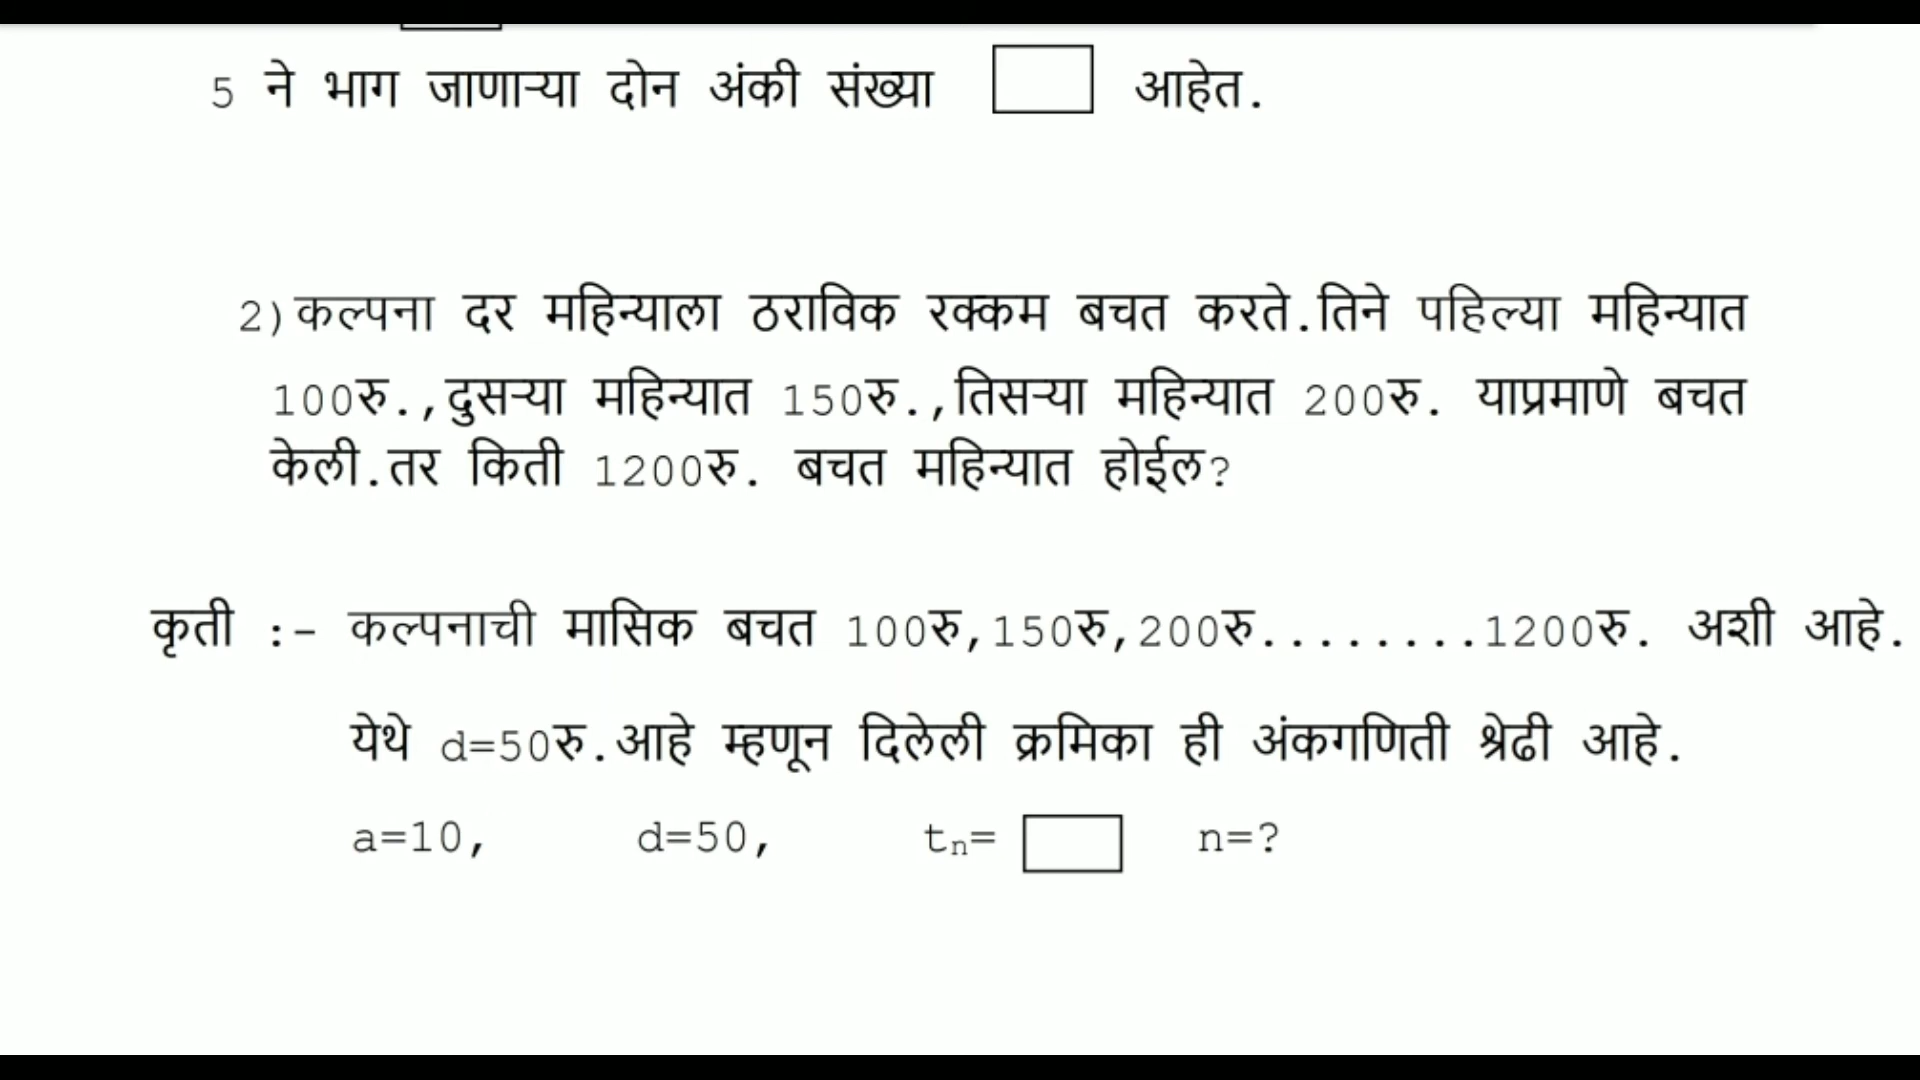 5 ने भाग जाणाऱ्या दोन अंकी संख्या आहेत.
2)कल्पना दर महिन्याला ठराविक रक्कम बचत करते.तिने पहिल्या महिन्यात
100रु.,दुसऱ्या महिन्यात 150रु.,तिसऱ्या महिन्यात 200रु. याप्रमाणे बचत
केली.तर किती 1200रु. बचत महिन्यात होईल?
कृती :- कल्पनाची मासिक बचत 100रु,150रु,200रु........1200रु. अशी आहे.
येथे d=50रु.आहे म्हणून दिलेली क्रमिका ही अंकगणिती श्रेढी आहे.
a=10, d=50, tₙ= n=?